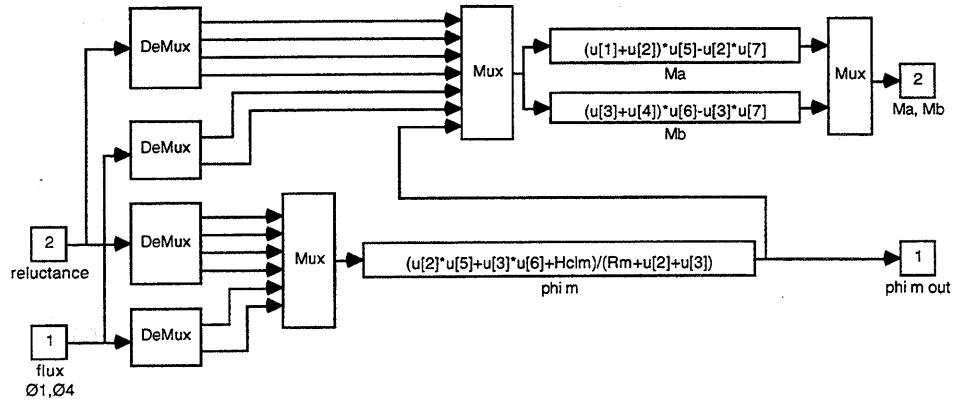 DeMux
Mux
(u[1]+u[2])*u[5]-u[2]*u[7]
Ma
Mux
2
Ma, Mb
(u[3]+u[4])*u[6]-u[3]*u[7]
Mb
DeMux
2
reluctance
DeMux
Mux
(u[2]*u[5]+u[3]*u[6]+Hclm)/(Rm+u[2]+u[3])
phi m
1
phi m out
1
flux
Ø1,Ø4
DeMux